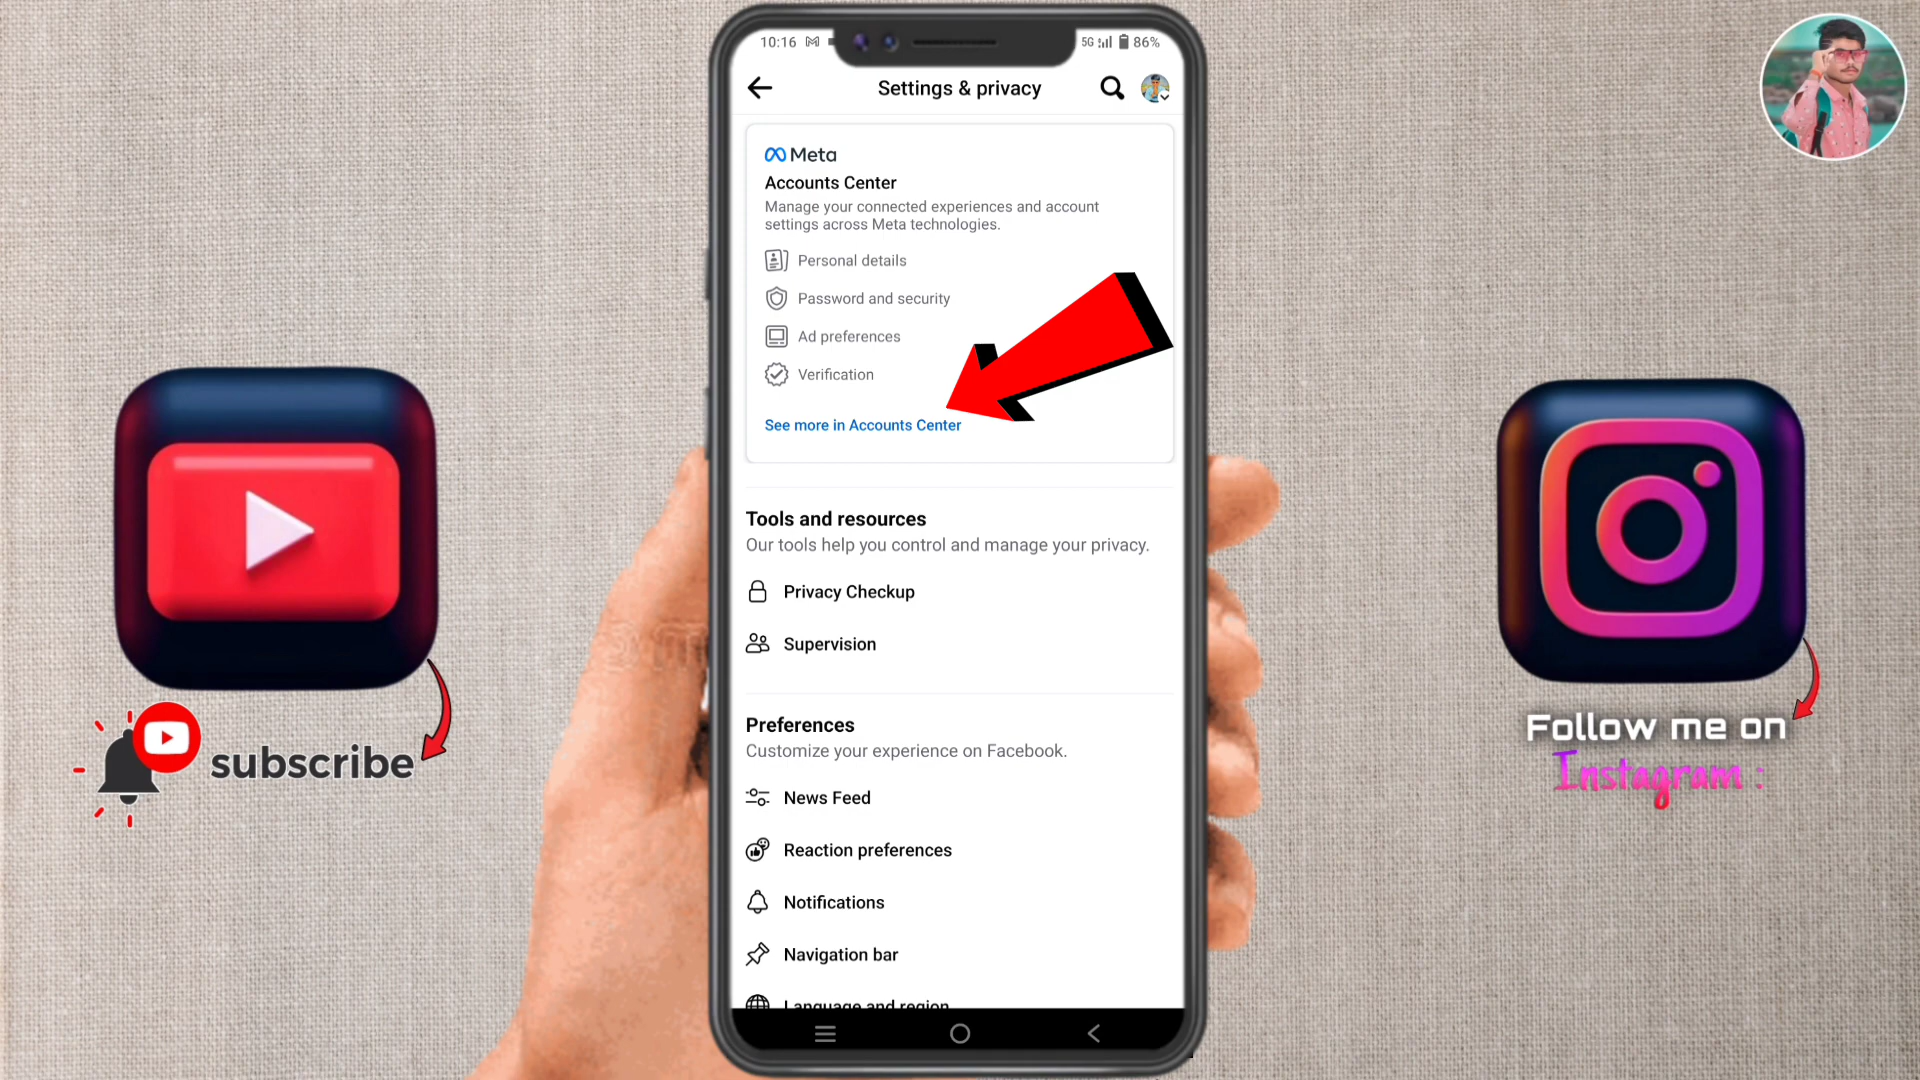 10:16
5G 86%
Settings & privacy
Meta
Accounts Center
Manage your connected experiences and account
settings across Meta technologies.
Personal details
Password and security
Ad preferences
Verification
See more in Accounts Center
Tools and resources
Our tools help you control and manage your privacy.
Privacy Checkup
Supervision
Preferences
Customize your experience on Facebook.
News Feed
Reaction preferences
Notifications
Navigation bar
Language and region
subscribe
Follow me on
Instagram :